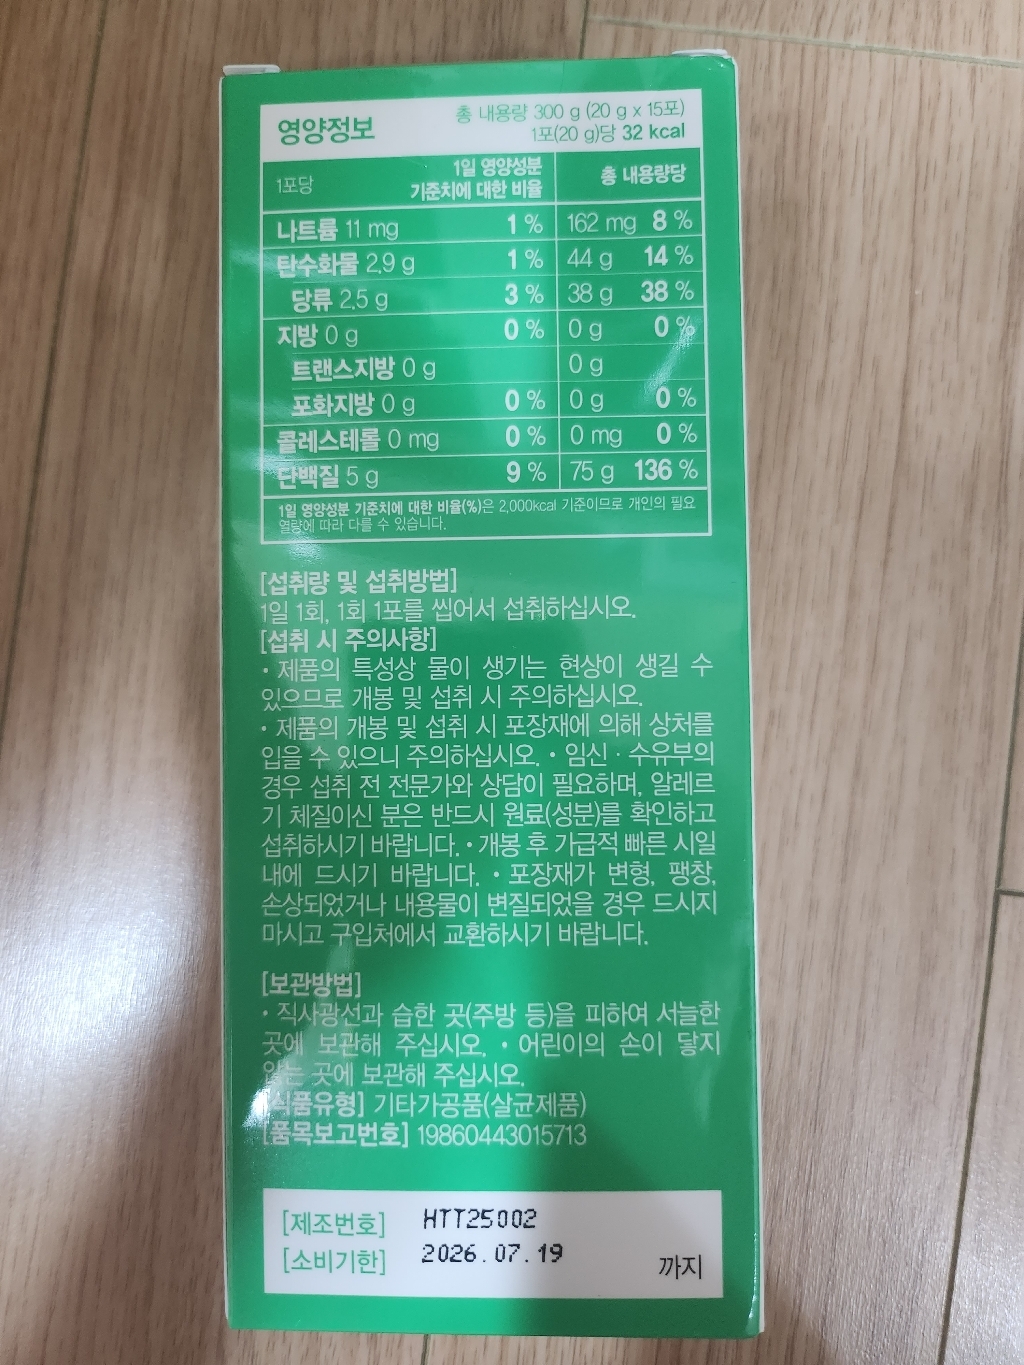 영양정보
총 내용량 300 g (20 g x 15포)
1포(20 g)당 32 kcal
1포당 1일 영양성분 기준치에 대한 비율 총 내용량당
나트륨 11 mg 1 % 162 mg 8 %
탄수화물 2.9 g 1 % 44 g 14 %
당류 2.5 g 3 % 38 g 38 %
지방 0 g 0 % 0 g 0 %
트랜스지방 0 g 0 g
포화지방 0 g 0 % 0 g 0 %
콜레스테롤 0 mg 0 % 0 mg 0 %
단백질 5 g 9 % 75 g 136 %
1일 영양성분 기준치에 대한 비율(%)은 2,000kcal 기준이므로 개인의 필요
열량에 따라 다를 수 있습니다.
[섭취량 및 섭취방법]
1일 1회, 1회 1포를 씹어서 섭취하십시오.
[섭취 시 주의사항]
• 제품의 특성상 물이 생기는 현상이 생길 수
있으므로 개봉 및 섭취 시 주의하십시오.
• 제품의 개봉 및 섭취 시 포장재에 의해 상처를
입을 수 있으니 주의하십시오. • 임신 · 수유부의
경우 섭취 전 전문가와 상담이 필요하며, 알레르
기 체질이신 분은 반드시 원료(성분)를 확인하고
섭취하시기 바랍니다. • 개봉 후 가급적 빠른 시일
내에 드시기 바랍니다. • 포장재가 변형, 팽창,
손상되었거나 내용물이 변질되었을 경우 드시지
마시고 구입처에서 교환하시기 바랍니다.
[보관방법]
• 직사광선과 습한 곳(주방 등)을 피하여 서늘한
곳에 보관해 주십시오. • 어린이의 손이 닿지
않는 곳에 보관해 주십시오.
[식품유형] 기타가공품(살균제품)
[품목보고번호] 19860443015713
[제조번호] HTT25002
[소비기한] 2026.07.19 까지